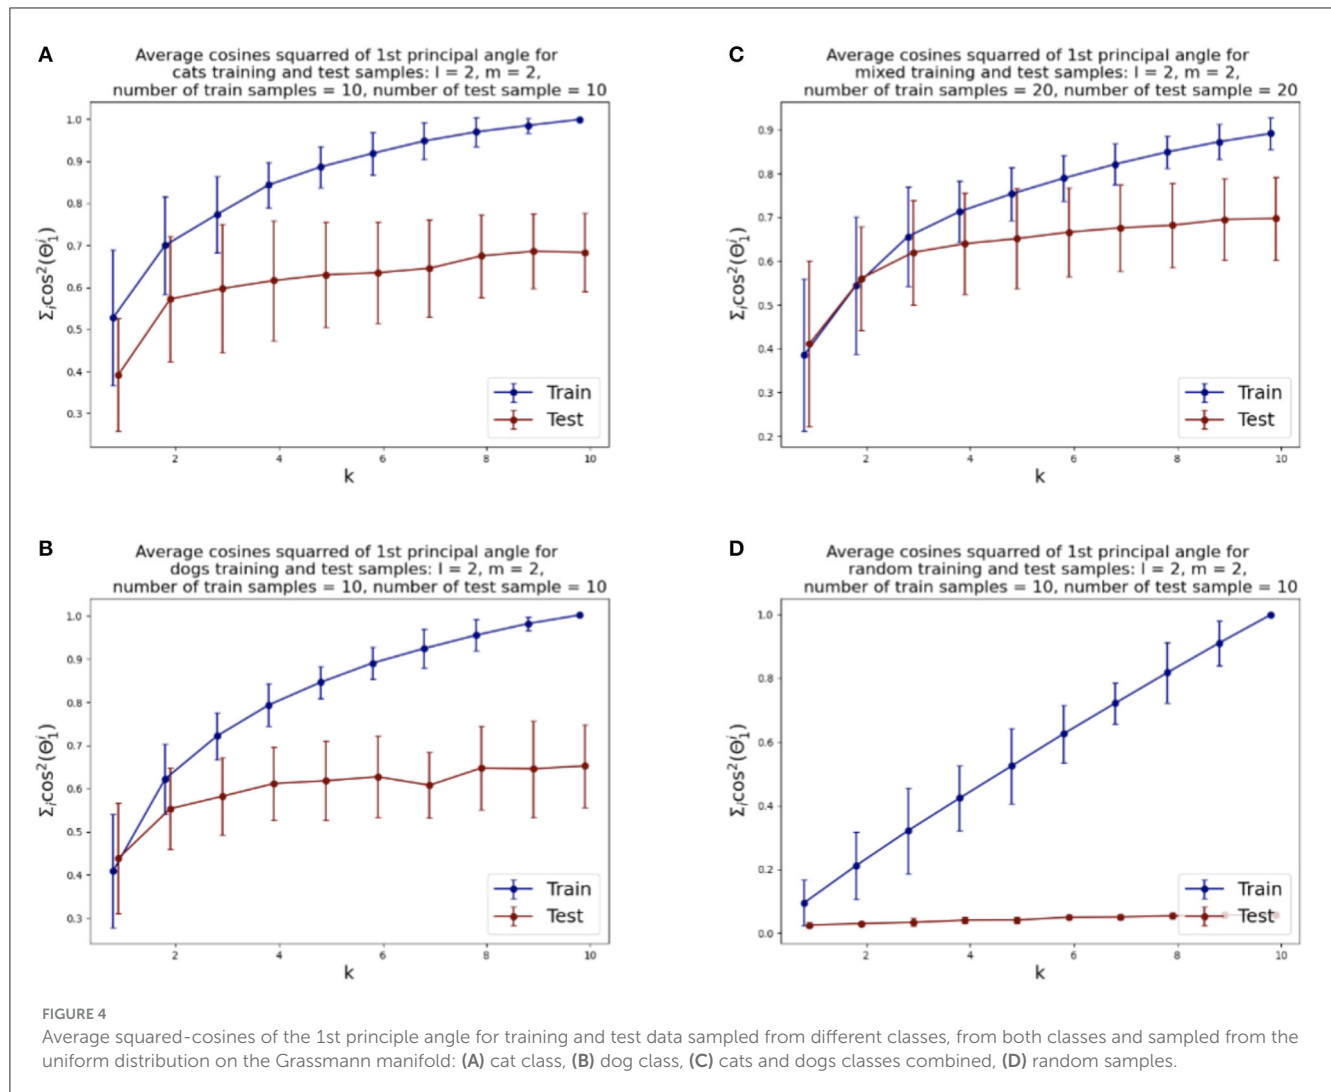 A
Average cosines squarred of 1st principal angle for
cats training and test samples: l = 2, m = 2,
number of train samples = 10, number of test sample = 10
1.0
0.9
0.8
0.7
0.6
0.5
0.4
0.3
Σᵢcos²(Θ₁ⁱ)
2
4
6
8
10
k
Train
Test
C
Average cosines squarred of 1st principal angle for
mixed training and test samples: l = 2, m = 2,
number of train samples = 20, number of test sample = 20
0.9
0.8
0.7
0.6
0.5
0.4
0.3
0.2
Σᵢcos²(Θ₁ⁱ)
2
4
6
8
10
k
Train
Test
B
Average cosines squarred of 1st principal angle for
dogs training and test samples: l = 2, m = 2,
number of train samples = 10, number of test sample = 10
1.0
0.9
0.8
0.7
0.6
0.5
0.4
0.3
Σᵢcos²(Θ₁ⁱ)
2
4
6
8
10
k
Train
Test
D
Average cosines squarred of 1st principal angle for
random training and test samples: l = 2, m = 2,
number of train samples = 10, number of test sample = 10
1.0
0.8
0.6
0.4
0.2
0.0
Σᵢcos²(Θ₁ⁱ)
2
4
6
8
10
k
Train
Test
FIGURE 4
Average squared-cosines of the 1st principle angle for training and test data sampled from different classes, from both classes and sampled from the
uniform distribution on the Grassmann manifold: (A) cat class, (B) dog class, (C) cats and dogs classes combined, (D) random samples.